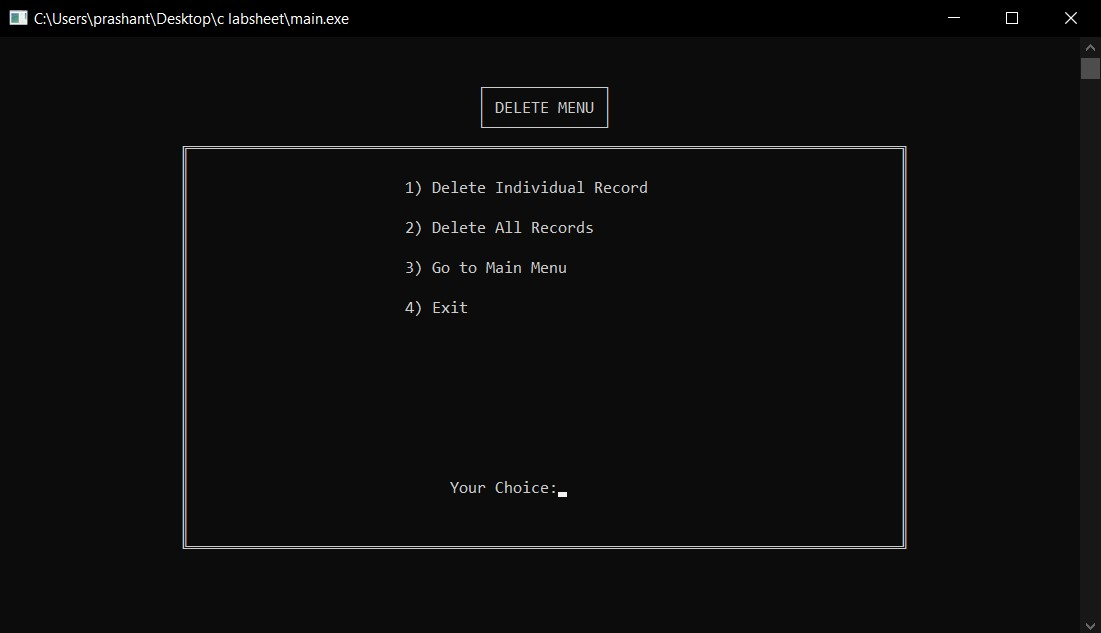 C:\Users\prashant\Desktop\c labsheet\main.exe
DELETE MENU
1) Delete Individual Record
2) Delete All Records
3) Go to Main Menu
4) Exit
Your Choice: